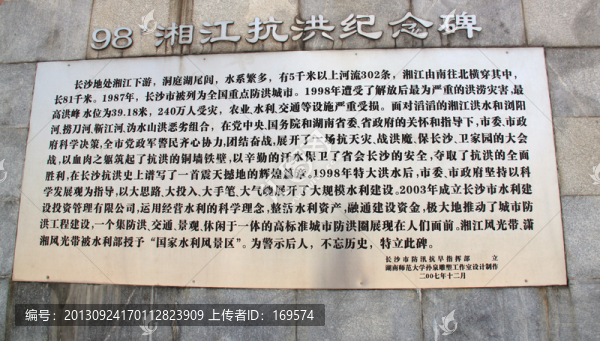 98 湘江抗洪纪念碑
长沙地处湘江下游，洞庭湖尾闾，水系繁多，有5千米以上河流302条，湘江由南往北横穿其中，
长81千米。1987年，长沙市被列为全国重点防洪城市。1998年遭受了解放后最为严重的洪涝灾害，最
高洪峰水位为39.18米，240万人受灾，农业、水利、交通等设施严重受损。面对滔滔的湘江洪水和浏阳
河、捞刀河、靳江河、沩水山洪恶劣组合，在党中央、国务院和湖南省委、省政府的关怀和指导下，市委、市政
府科学决策，全市党政军警民齐心协力，团结奋战，展开了一场抗天灾、战洪魔、保长沙、卫家园的大会
战，以血肉之躯筑起了抗洪的铜墙铁壁，以辛勤的汗水保卫了省会长沙的安全，夺取了抗洪的全面
胜利，在长沙抗洪史上谱写了一首震天撼地的辉煌篇章。1998年特大洪水后，市委、市政府坚持以科
学发展观为指导，以大思路、大投入、大手笔、大气魄展开了大规模水利建设。2003年成立长沙市水利建
设投资管理有限公司，运用经营水利的科学理念，整活水利资产，融通建设资金，极大地推动了城市防
洪工程建设，一个集防洪、交通、景观、休闲于一体的高标准城市防洪圈展现在人们面前。湘江风光带、潇
湘风光带被水利部授予“国家水利风景区”。为警示后人，不忘历史，特立此碑。
长沙市防汛抗旱指挥部 立
湖南师范大学孙泉雕塑工作室设计制作
二00七年十二月
编号：20130924170112823909 登录ID：169574